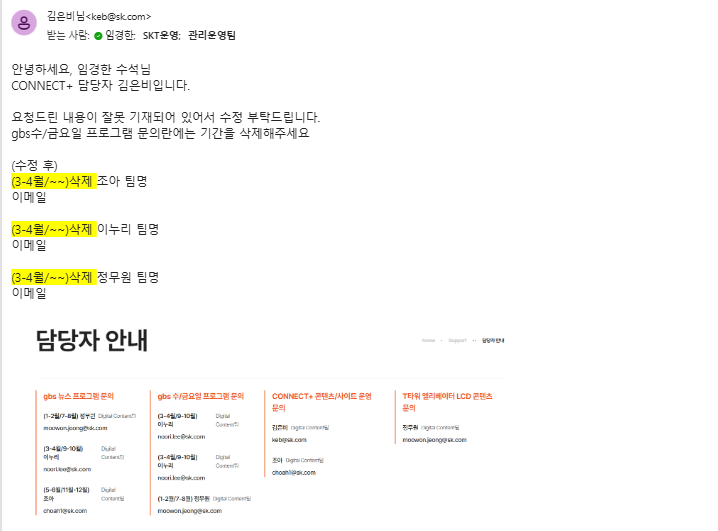 김은비님<keb@sk.com>
받는 사람: 임경한; SKT운영; 관리운영팀
안녕하세요, 임경한 수석님
CONNECT+ 담당자 김은비입니다.
요청드린 내용이 잘못 기재되어 있어서 수정 부탁드립니다.
gbs수/금요일 프로그램 문의란에는 기간을 삭제해주세요
(수정 후)
(3-4월/~~)삭제 조아 팀명
이메일
(3-4월/~~)삭제 이누리 팀명
이메일
(3-4월/~~)삭제 정무원 팀명
이메일
담당자 안내
Home Support 담당자 안내
gbs 뉴스 프로그램 문의
(1-2월/7-8월) 정무원 Digital Content팀
moowon.jeong@sk.com
(3-4월/9-10월) Digital
이누리 Content팀
noori.lee@sk.com
(5-6월/11월-12월) Digital
조아 Content팀
choah1@sk.com
gbs 수/금요일 프로그램 문의
(3-4월/9-10월) Digital
이누리 Content팀
noori.lee@sk.com
(3-4월/9-10월) Digital
이누리 Content팀
noori.lee@sk.com
(1-2월/7-8월) 정무원 Digital Content팀
moowon.jeong@sk.com
CONNECT+ 콘텐츠/사이트 운영
문의
김은비 Digital Content팀
keb@sk.com
조아 Digital Content팀
choah1@sk.com
T타워 엘리베이터 LCD 콘텐츠
문의
정무원 Digital Content팀
moowon.jeong@sk.com